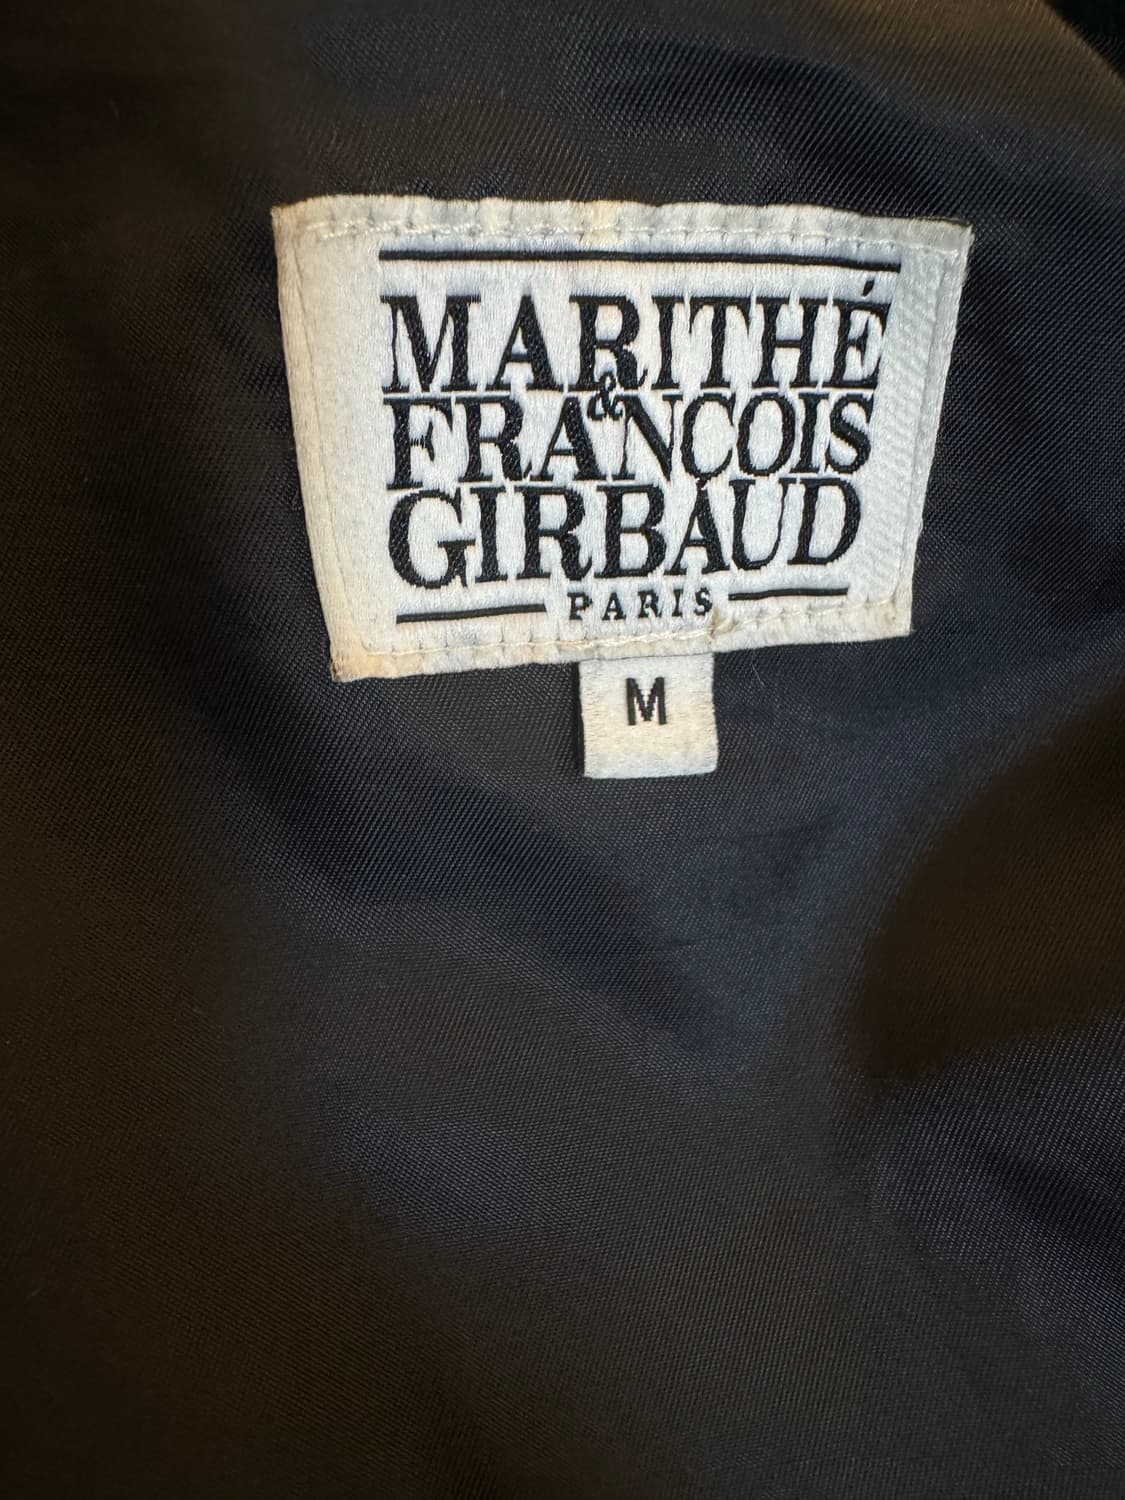 MARITHÉ
&
FRANÇOIS
GIRBAUD
PARIS
M